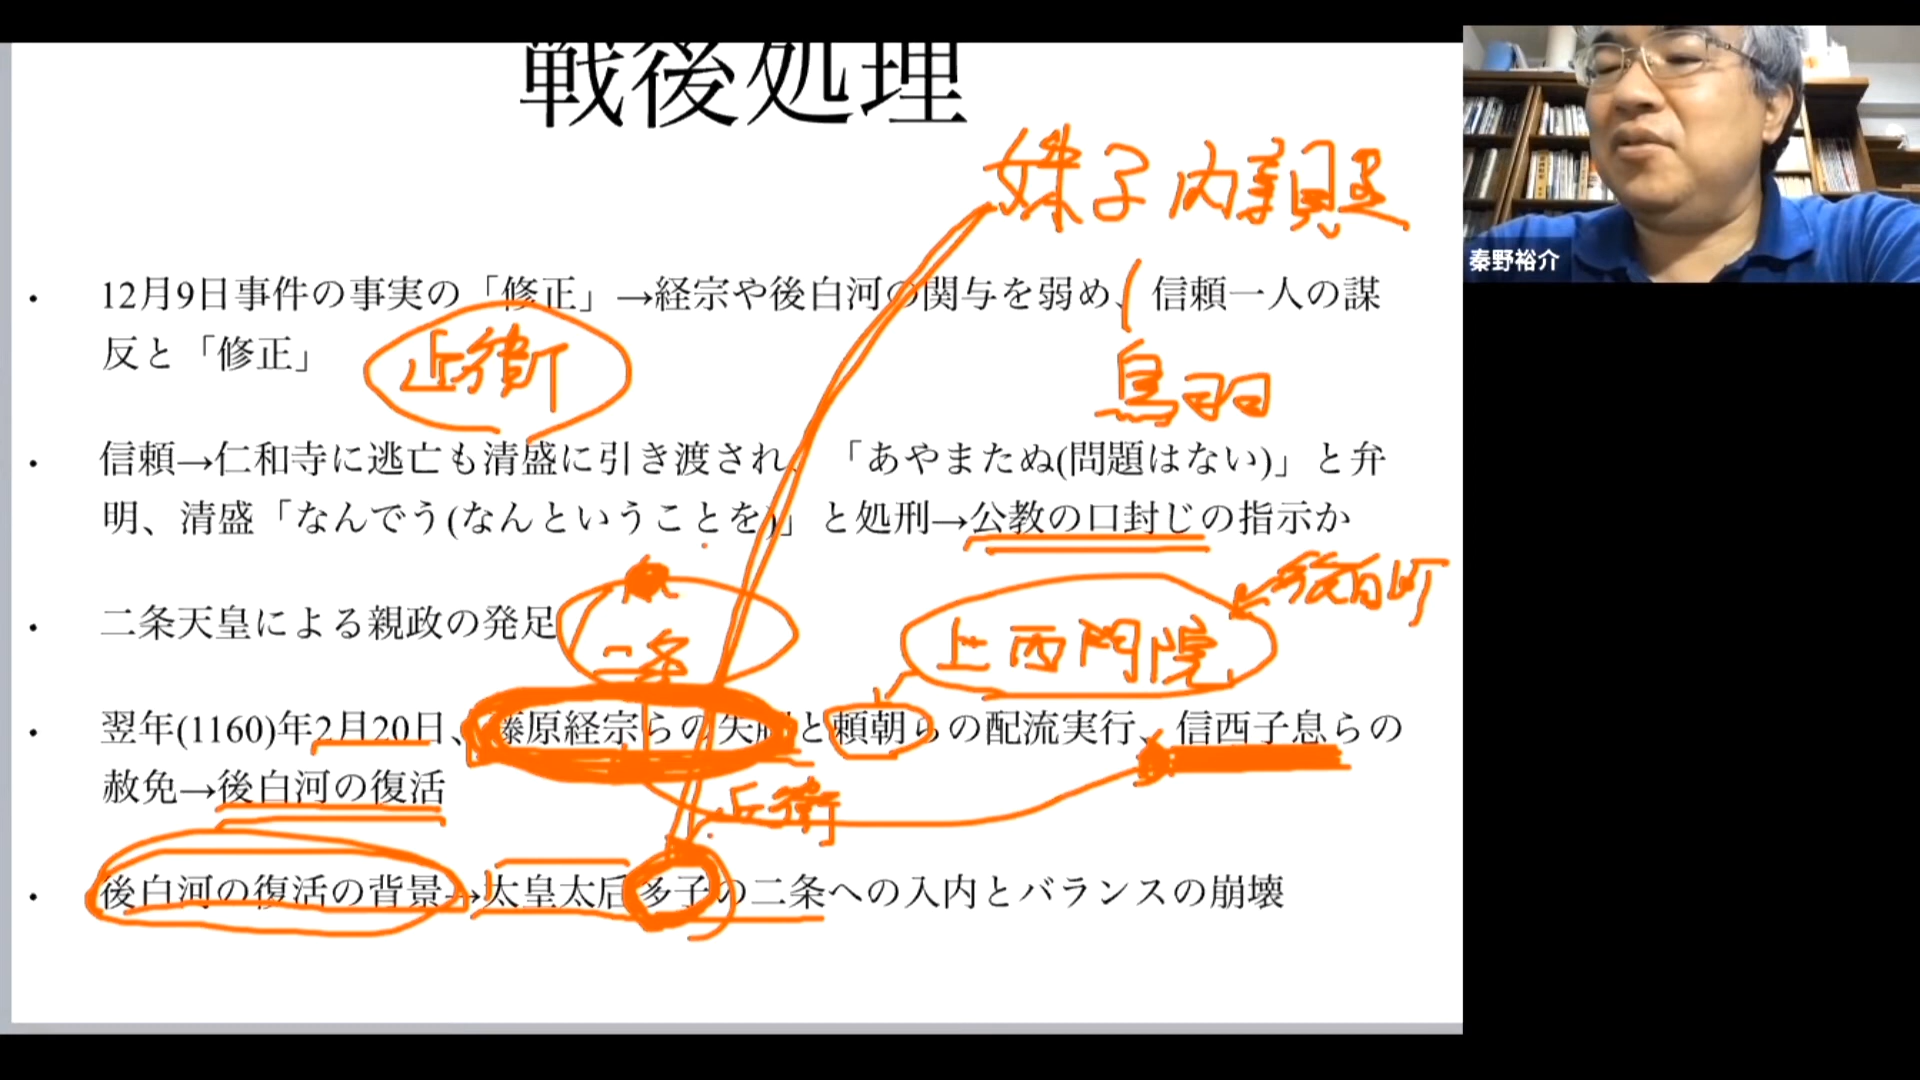 戦後処理
姝子内親王
秦野裕介
・ 12月9日事件の事実の「修正」→経宗や後白河の関与を弱め、信頼一人の謀
反と「修正」
近衛
鳥羽
・ 信頼→仁和寺に逃亡も清盛に引き渡され、「あやまたぬ(問題はない)」と弁
明、清盛「なんでう(なんということを)」と処刑→公教の口封じの指示か
後白河
・ 二条天皇による親政の発足
二条
上西門院
・ 翌年(1160)年2月20日、藤原経宗らの失脚と頼朝らの配流実行、信西子息らの
赦免→後白河の復活
近衛
・ 後白河の復活の背景→太皇太后多子の二条への入内とバランスの崩壊